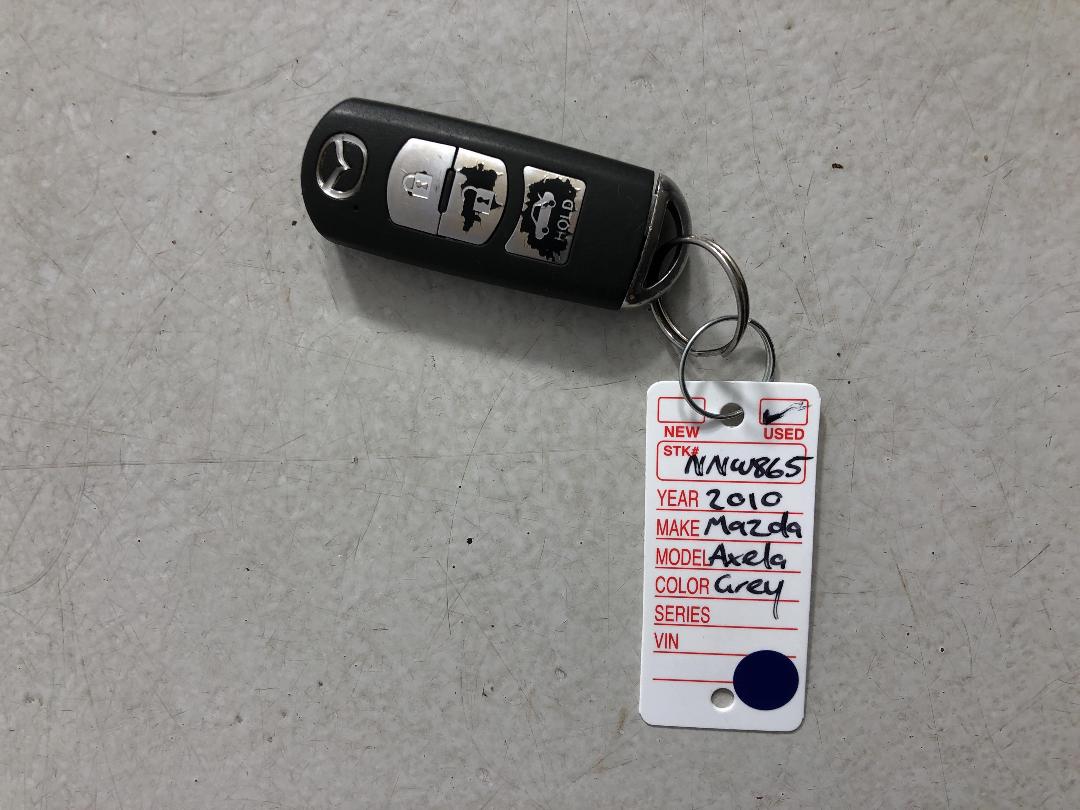 HOLD
NEW USED
STK# NNW865
YEAR 2010
MAKE Mazda
MODEL Axela
COLOR Grey
SERIES
VIN